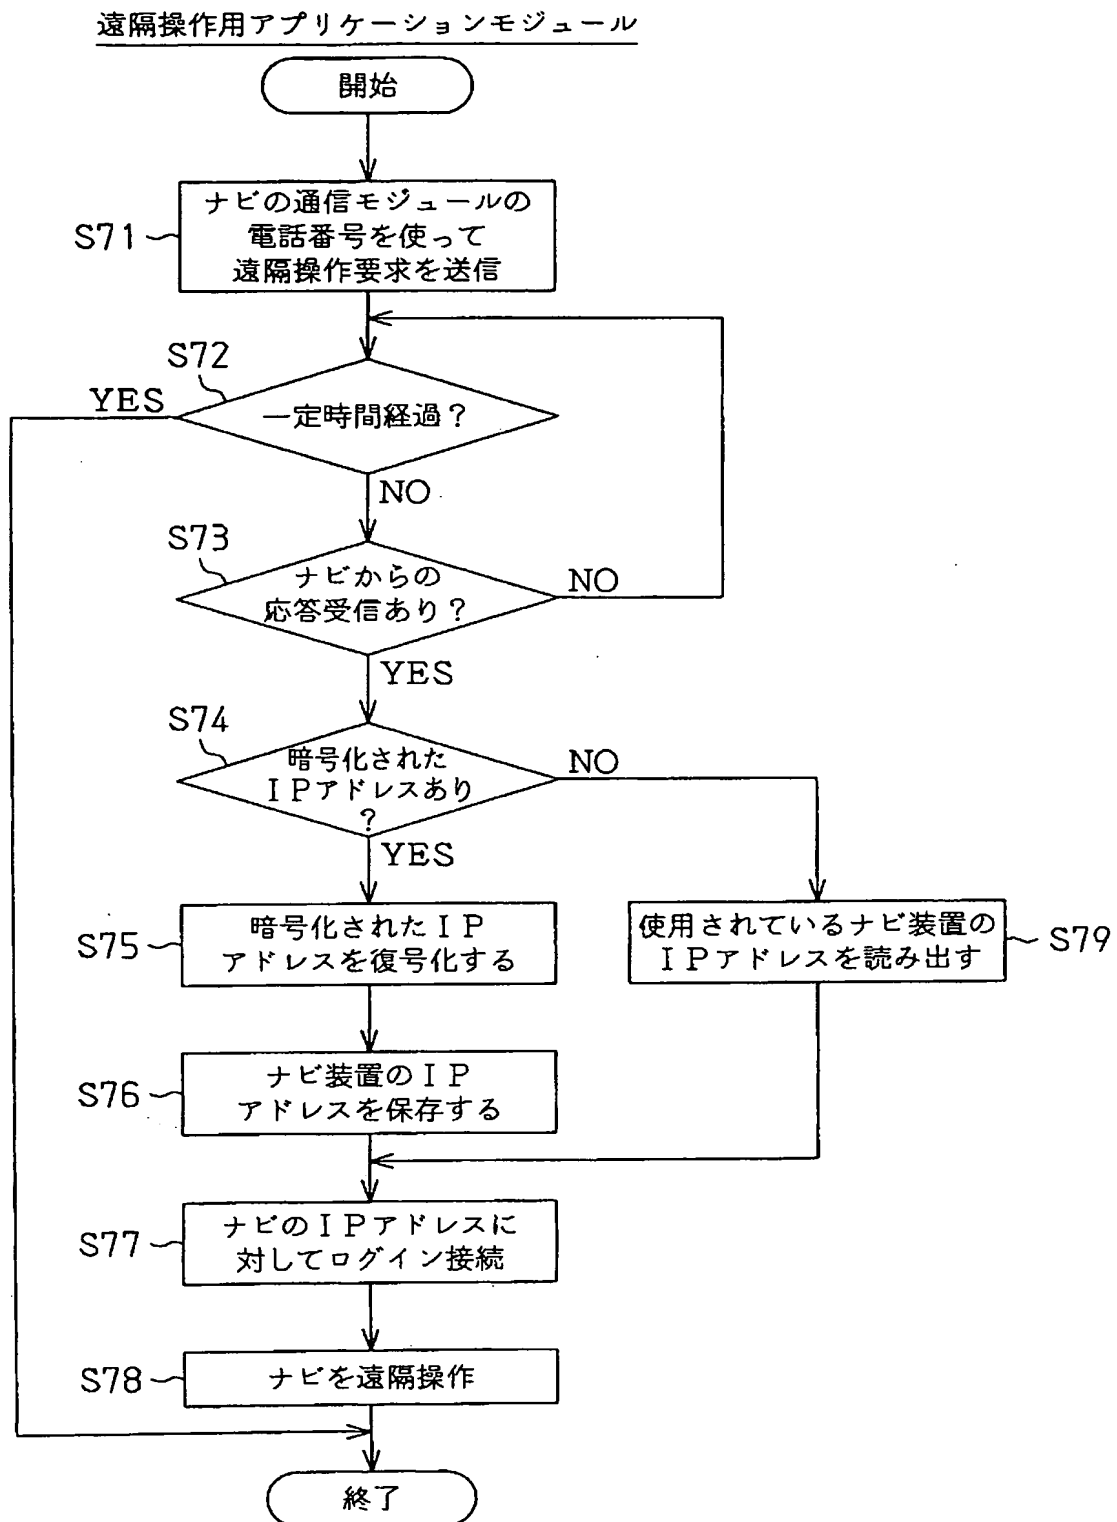 遠隔操作用アプリケーションモジュール
開始
S71
ナビの通信モジュールの
電話番号を使って
遠隔操作要求を送信
S72
YES
一定時間経過？
NO
S73
ナビからの
応答受信あり？
NO
YES
S74
暗号化された
ＩＰアドレスあり
？
NO
YES
S75
暗号化されたＩＰ
アドレスを復号化する
使用されているナビ装置の
ＩＰアドレスを読み出す
S79
S76
ナビ装置のＩＰ
アドレスを保存する
S77
ナビのＩＰアドレスに
対してログイン接続
S78
ナビを遠隔操作
終了